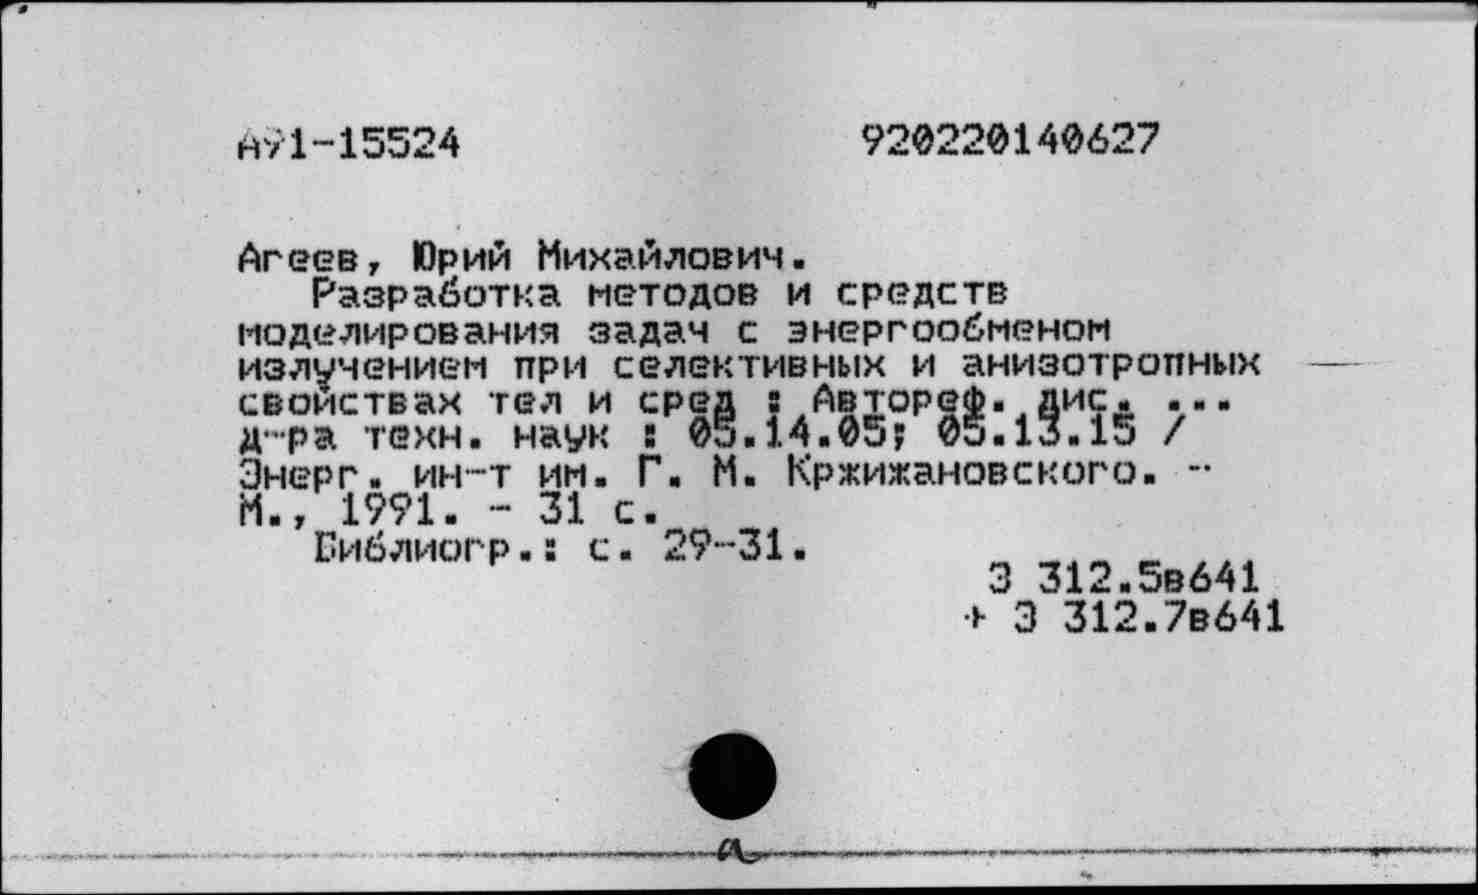 А91-15524 920220140627
Агеев, Юрий Михайлович.
Разработка методов и средств
моделирования задач с энергообменом
излучением при селективных и анизотропных
свойствах тел и сред : Автореф. дис. ...
д-ра техн. наук : 05.14.05; 05.13.15 /
Энерг. ин-т им. Г. М. Кржижановского. -
М., 1991. - 31 с.
Библиогр.: с. 29-31.
З 312.5в641
+ З 312.7в641